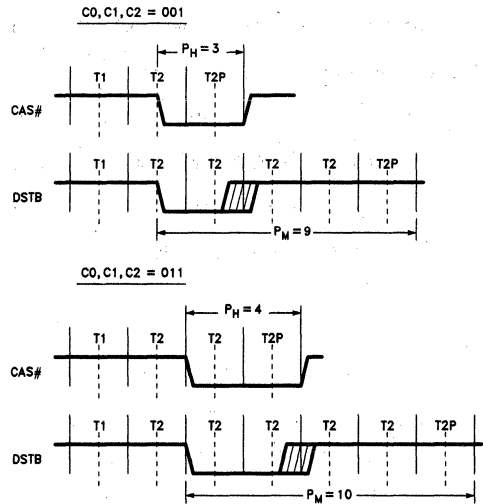 C0, C1, C2 = 001
P_H = 3
T1 T2 T2P
CAS#
T1 T2 T2 T2 T2 T2P
DSTB
P_M = 9
C0, C1, C2 = 011
P_H = 4
T1 T2 T2 T2P
CAS#
T1 T2 T2 T2 T2 T2 T2P
DSTB
P_M = 10